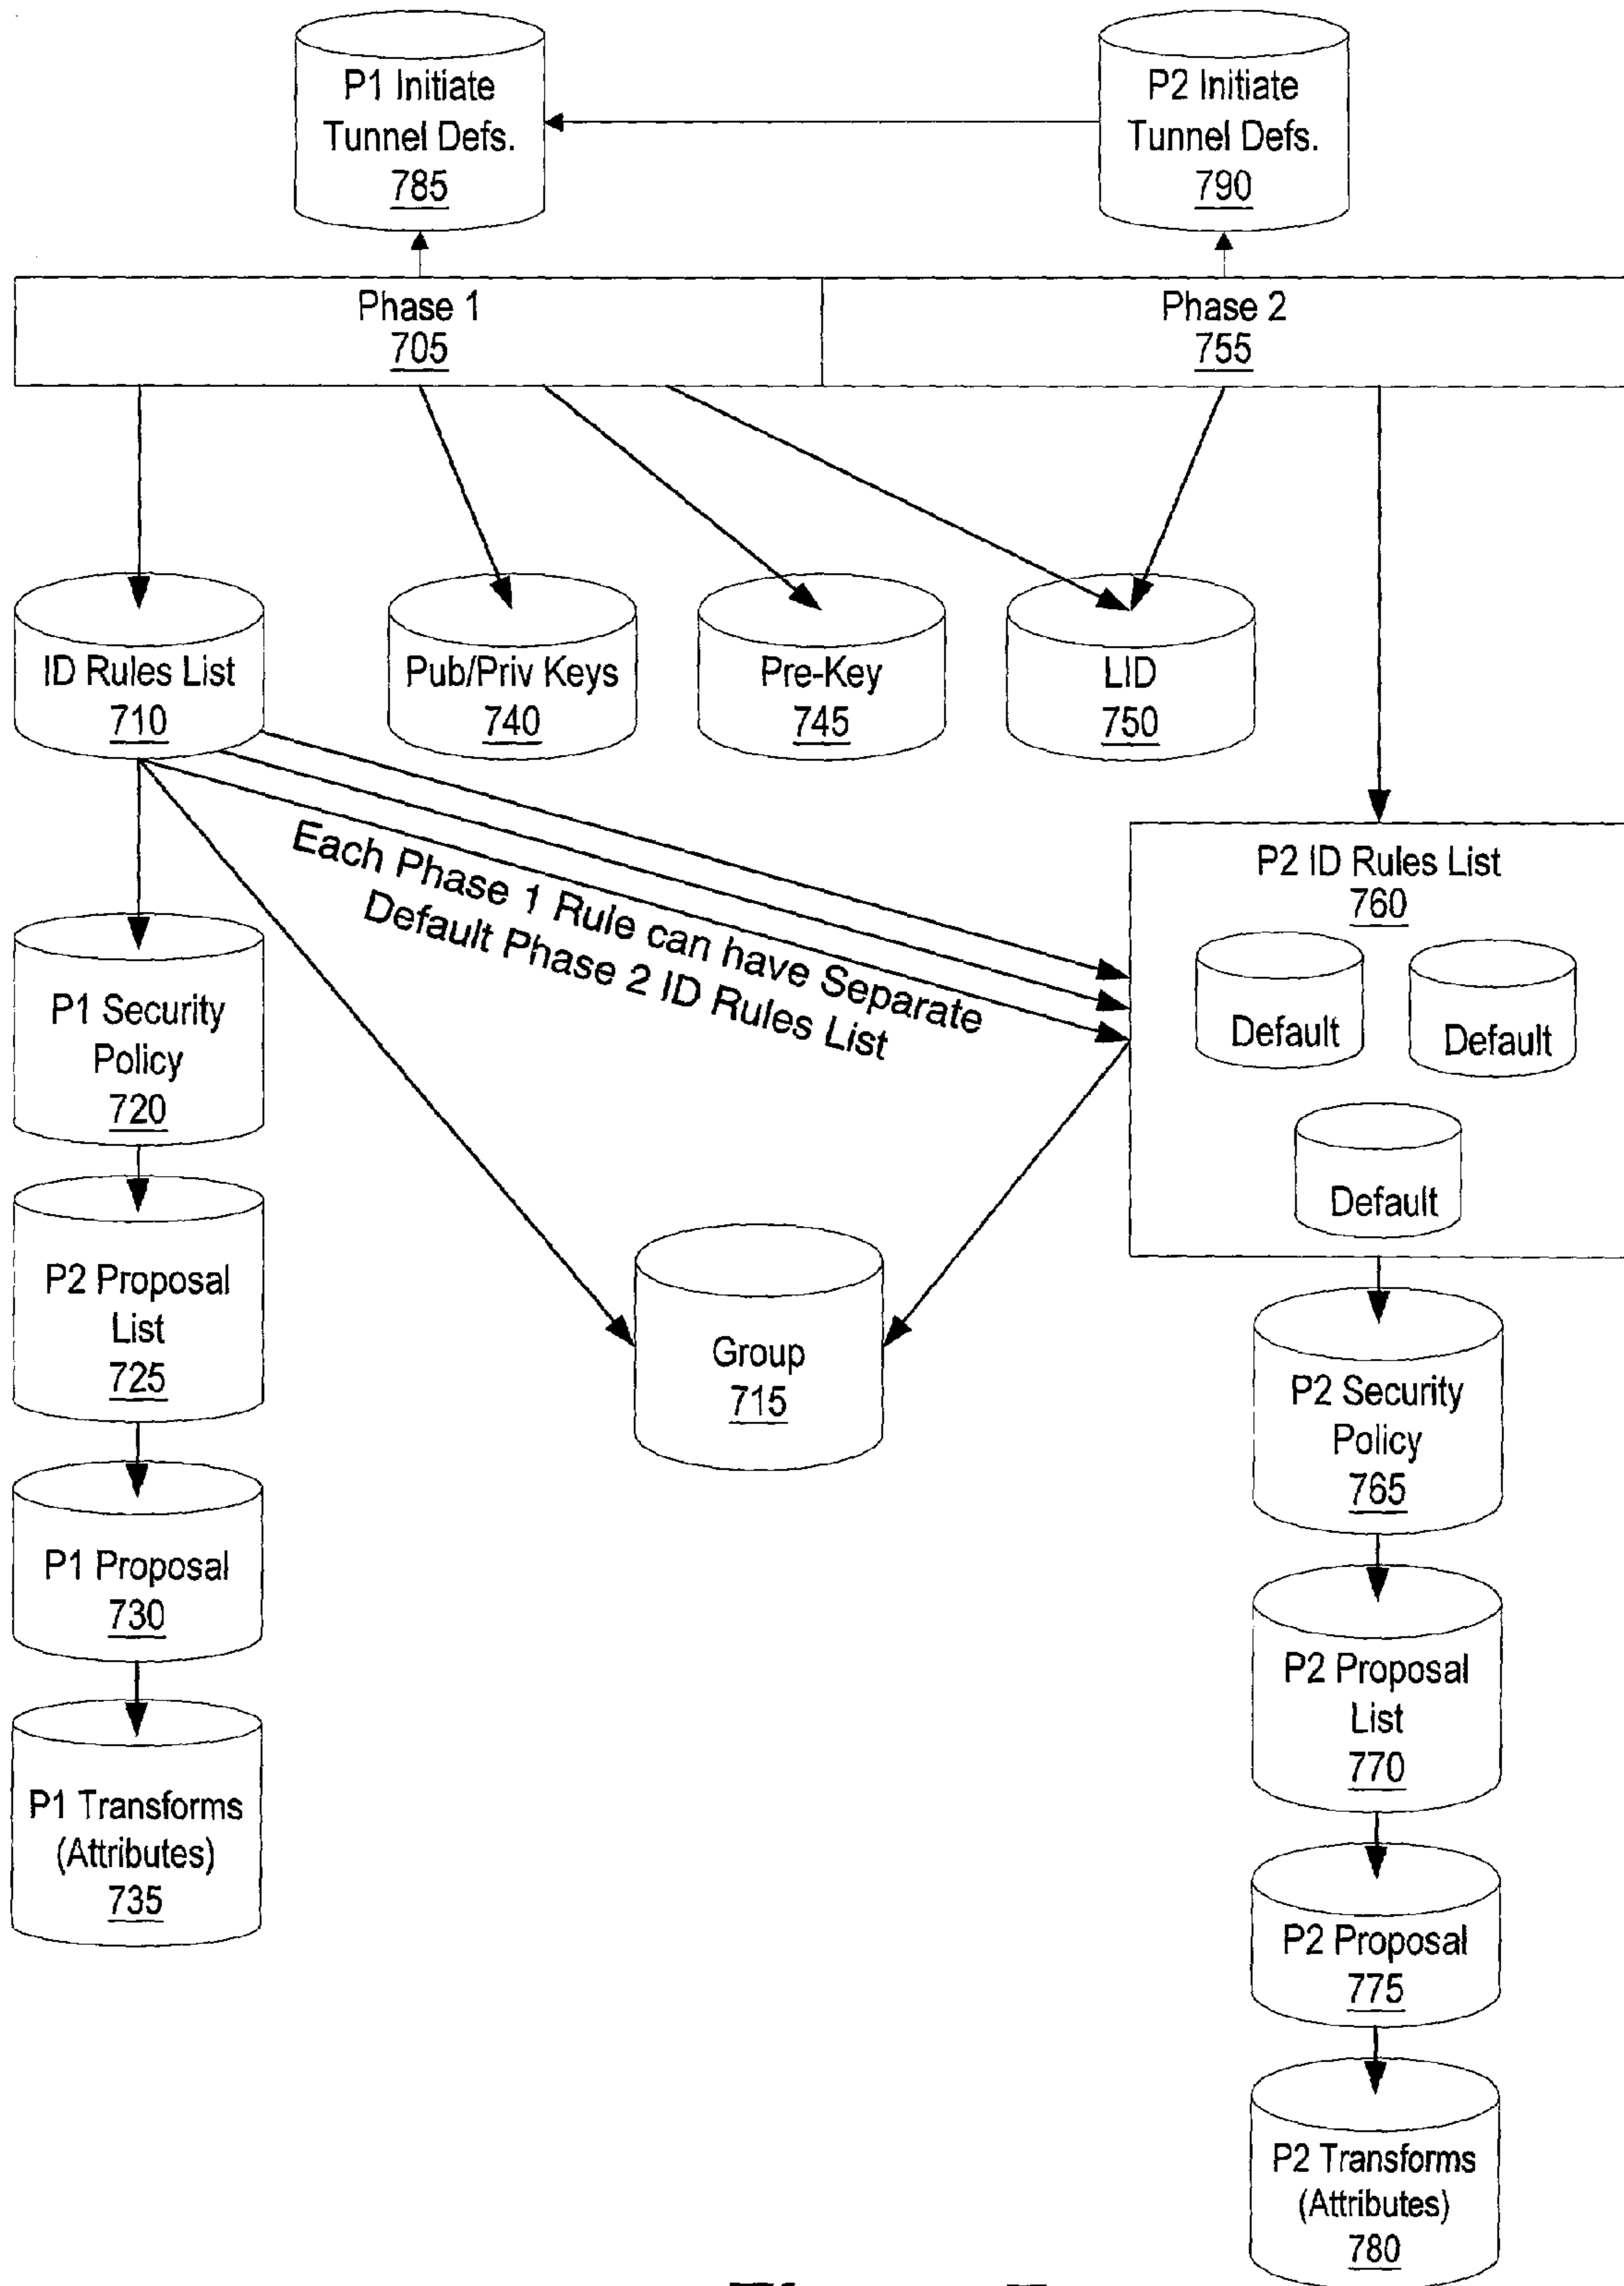 P1 Initiate
Tunnel Defs.
785
P2 Initiate
Tunnel Defs.
790
Phase 1
705
Phase 2
755
ID Rules List
710
Pub/Priv Keys
740
Pre-Key
745
LID
750
Each Phase 1 Rule can have Separate
Default Phase 2 ID Rules List
P2 ID Rules List
760
Default
Default
Default
P1 Security
Policy
720
P2 Proposal
List
725
P1 Proposal
730
P1 Transforms
(Attributes)
735
Group
715
P2 Security
Policy
765
P2 Proposal
List
770
P2 Proposal
775
P2 Transforms
(Attributes)
780